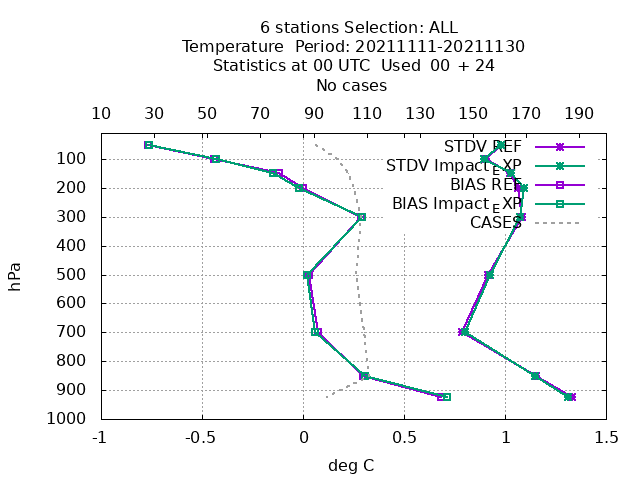 6 stations Selection: ALL
Temperature Period: 20211111-20211130
Statistics at 00 UTC Used 00 + 24
No cases
10 30 50 70 90 110 130 150 170 190
STDV REF
STDV Impact_EXP
BIAS REF
BIAS Impact_EXP
CASES
100
200
300
400
500
600
700
800
900
1000
hPa
-1 -0.5 0 0.5 1 1.5
deg C